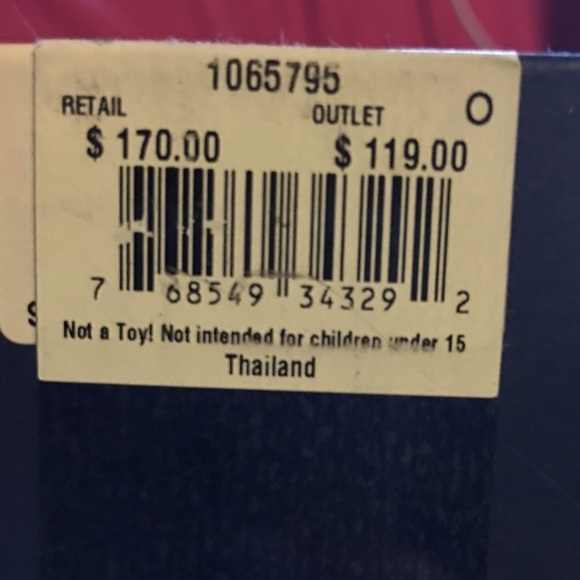 1065795
RETAIL OUTLET O
$ 170.00 $ 119.00
7 68549 34329 2
Not a Toy! Not intended for children under 15
Thailand